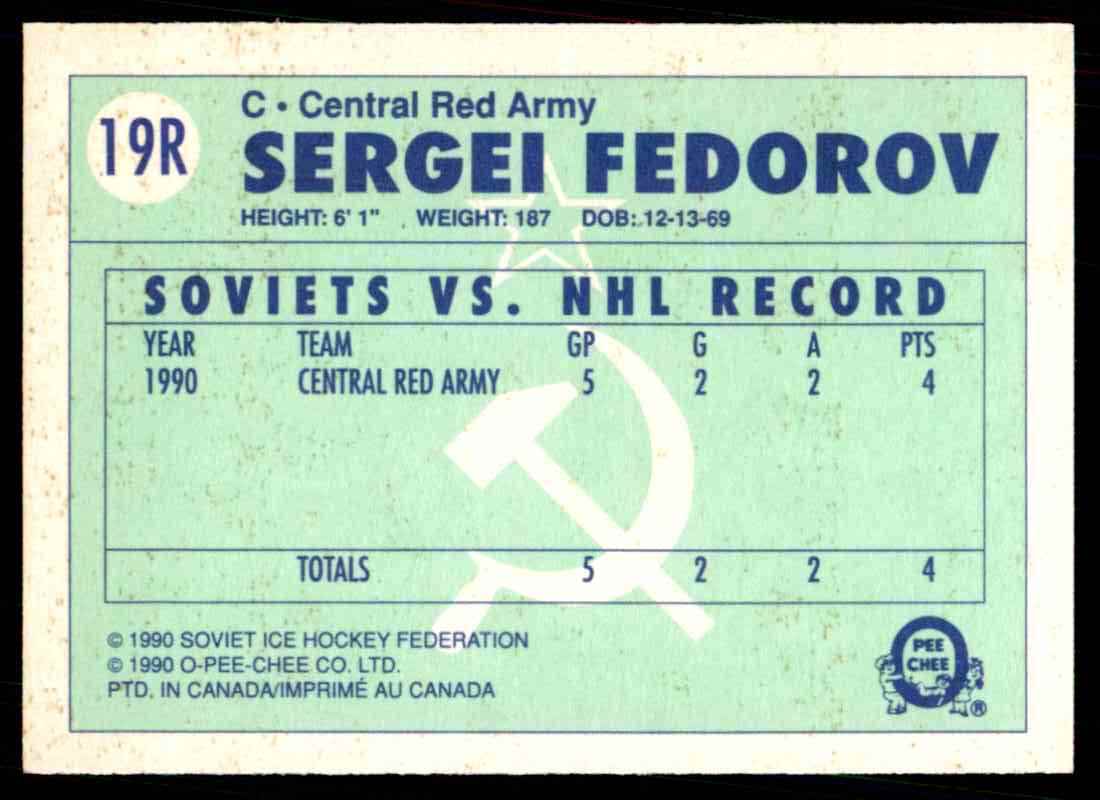 19R
C • Central Red Army
SERGEI FEDOROV
HEIGHT: 6' 1" WEIGHT: 187 DOB: 12-13-69
SOVIETS VS. NHL RECORD
YEAR TEAM GP G A PTS
1990 CENTRAL RED ARMY 5 2 2 4
TOTALS 5 2 2 4
© 1990 SOVIET ICE HOCKEY FEDERATION
© 1990 O-PEE-CHEE CO. LTD.
PTD. IN CANADA/IMPRIMÉ AU CANADA
O
PEE
CHEE
®